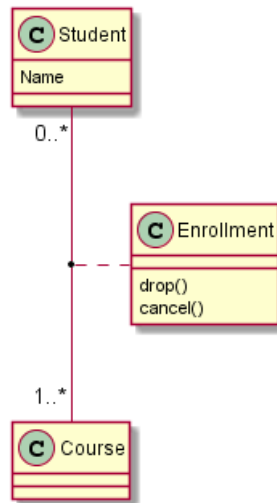 C Student
Name
0..*
C Enrollment
drop()
cancel()
1..*
C Course